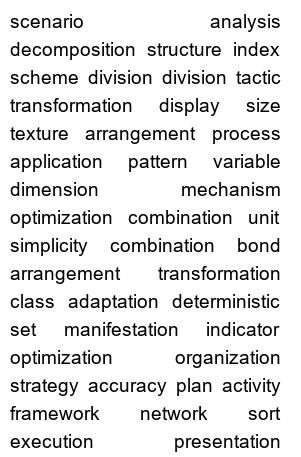 scenario analysis
decomposition structure index
scheme division division tactic
transformation display size
texture arrangement process
application pattern variable
dimension mechanism
optimization combination unit
simplicity combination bond
arrangement transformation
class adaptation deterministic
set manifestation indicator
optimization organization
strategy accuracy plan activity
framework network sort
execution presentation